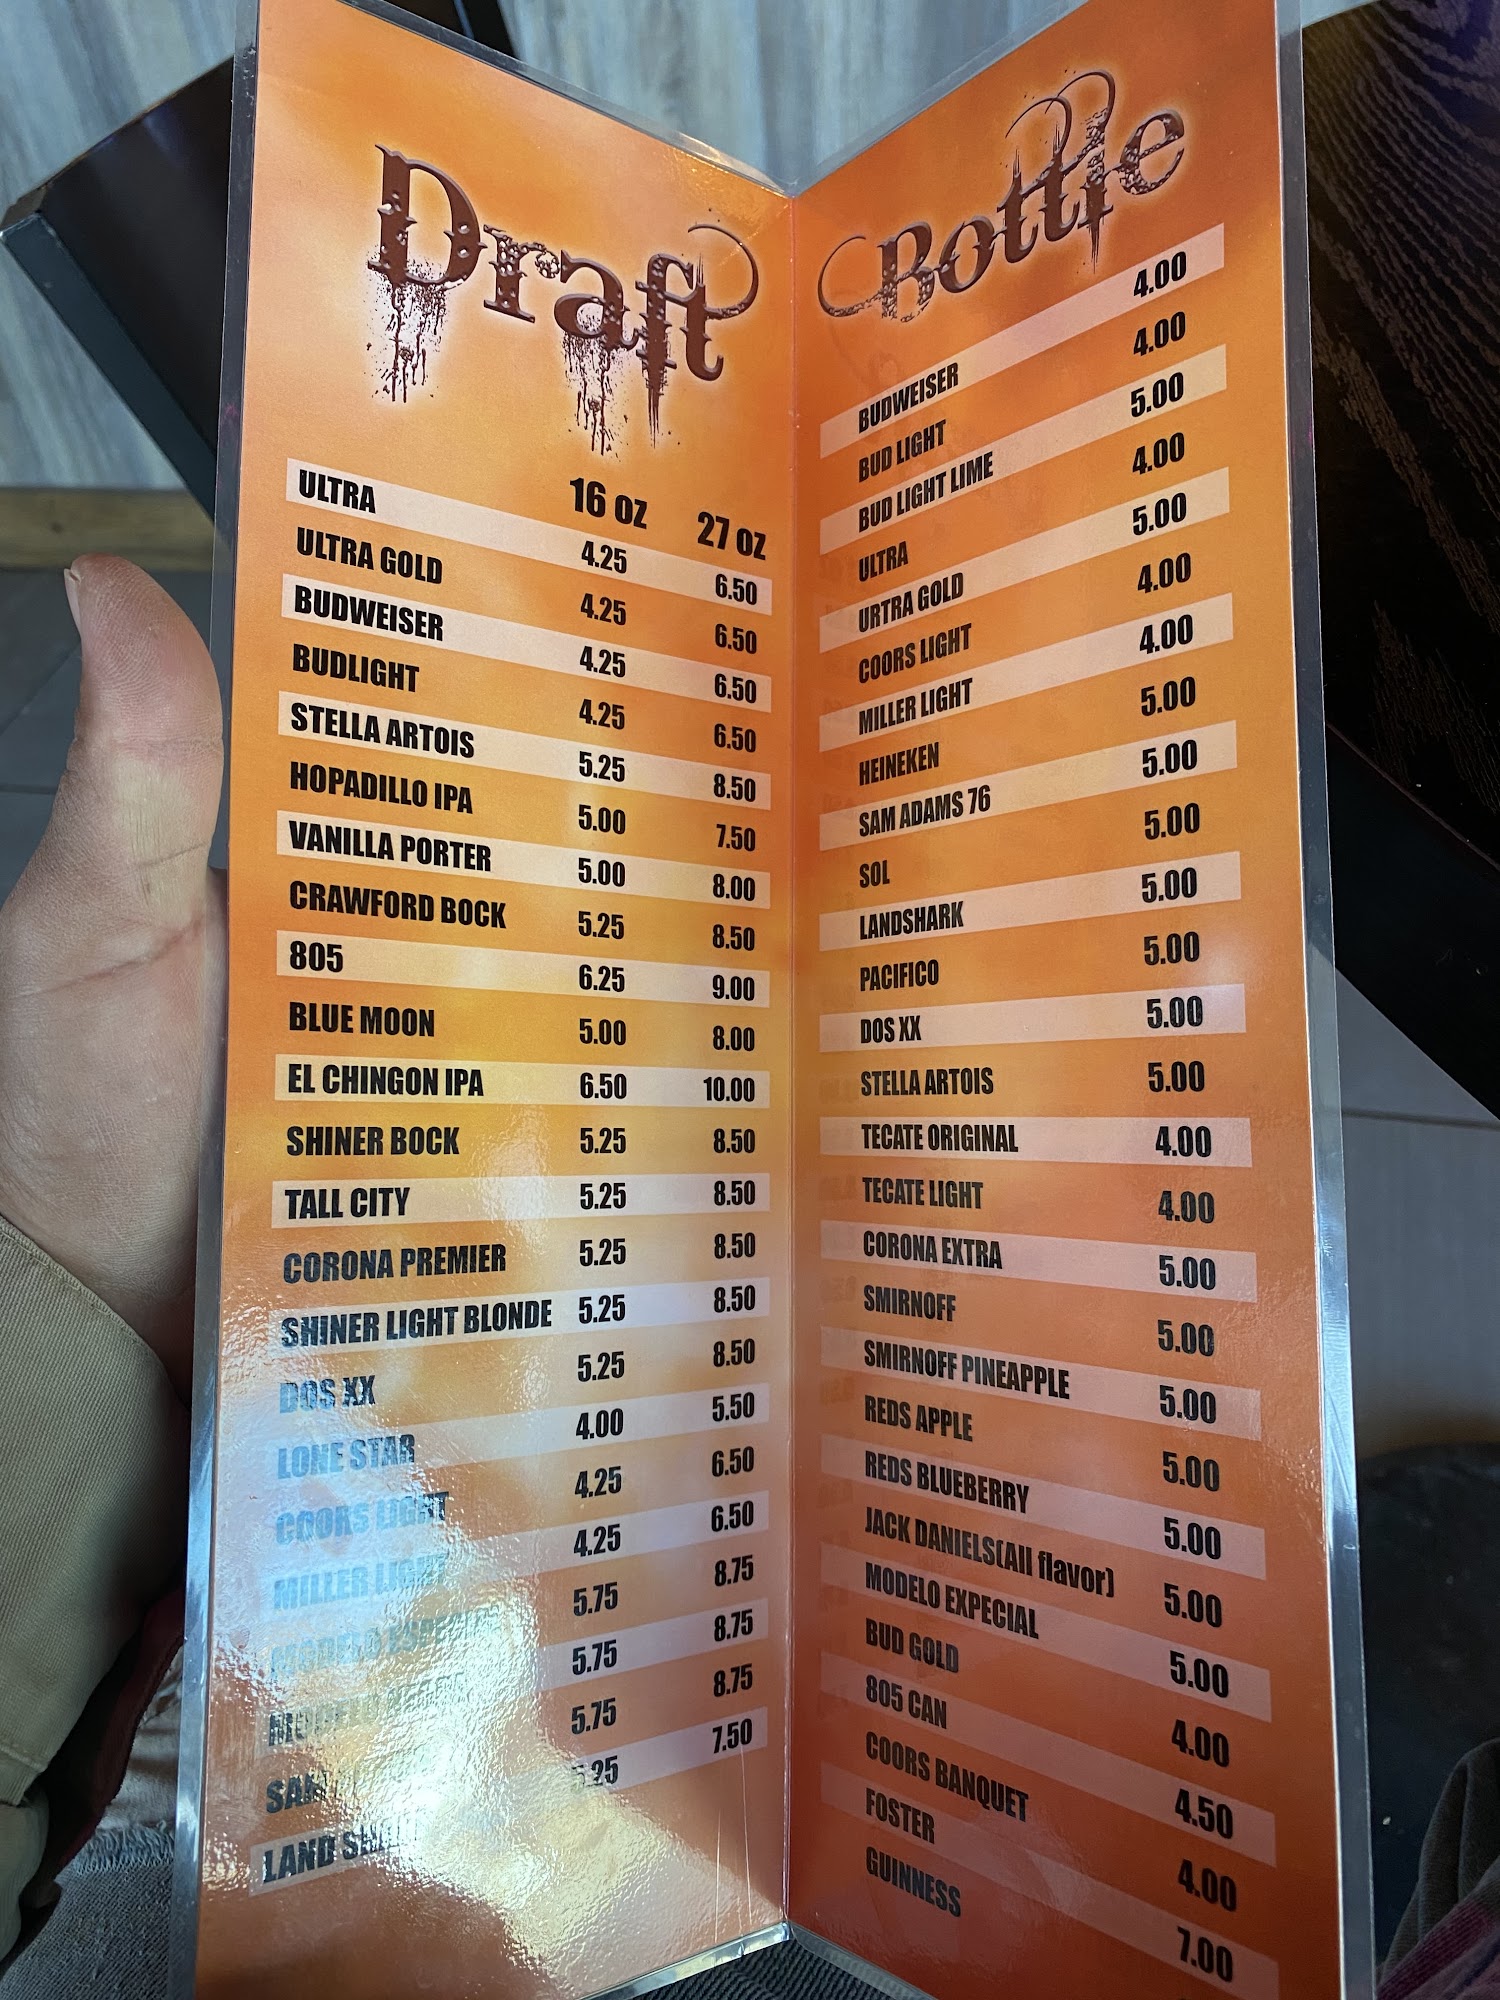 Draft
16 oz 27 oz
ULTRA 4.25 6.50
ULTRA GOLD 4.25 6.50
BUDWEISER 4.25 6.50
BUDLIGHT 4.25 6.50
STELLA ARTOIS 5.25 8.50
HOPADILLO IPA 5.00 7.50
VANILLA PORTER 5.00 8.00
CRAWFORD BOCK 5.25 8.50
805 6.25 9.00
BLUE MOON 5.00 8.00
EL CHINGON IPA 6.50 10.00
SHINER BOCK 5.25 8.50
TALL CITY 5.25 8.50
CORONA PREMIER 5.25 8.50
SHINER LIGHT BLONDE 5.25 8.50
DOS XX 5.25 8.50
LONE STAR 4.00 5.50
COORS LIGHT 4.25 6.50
MILLER LIGHT 4.25 6.50
MODELO 5.75 8.75
5.75 8.75
5.75 8.75
LAND 5.25 7.50
Bottle
BUDWEISER 4.00
BUD LIGHT 4.00
BUD LIGHT LIME 5.00
ULTRA 4.00
URTRA GOLD 5.00
COORS LIGHT 4.00
MILLER LIGHT 4.00
HEINEKEN 5.00
SAM ADAMS 76 5.00
SOL 5.00
LANDSHARK 5.00
PACIFICO 5.00
DOS XX 5.00
STELLA ARTOIS 5.00
TECATE ORIGINAL 4.00
TECATE LIGHT 4.00
CORONA EXTRA 5.00
SMIRNOFF 5.00
SMIRNOFF PINEAPPLE 5.00
REDS APPLE 5.00
REDS BLUEBERRY 5.00
JACK DANIELS(All flavor) 5.00
MODELO EXPECIAL 5.00
BUD GOLD 4.00
805 CAN 4.50
COORS BANQUET 4.00
FOSTER 7.00
GUINNESS